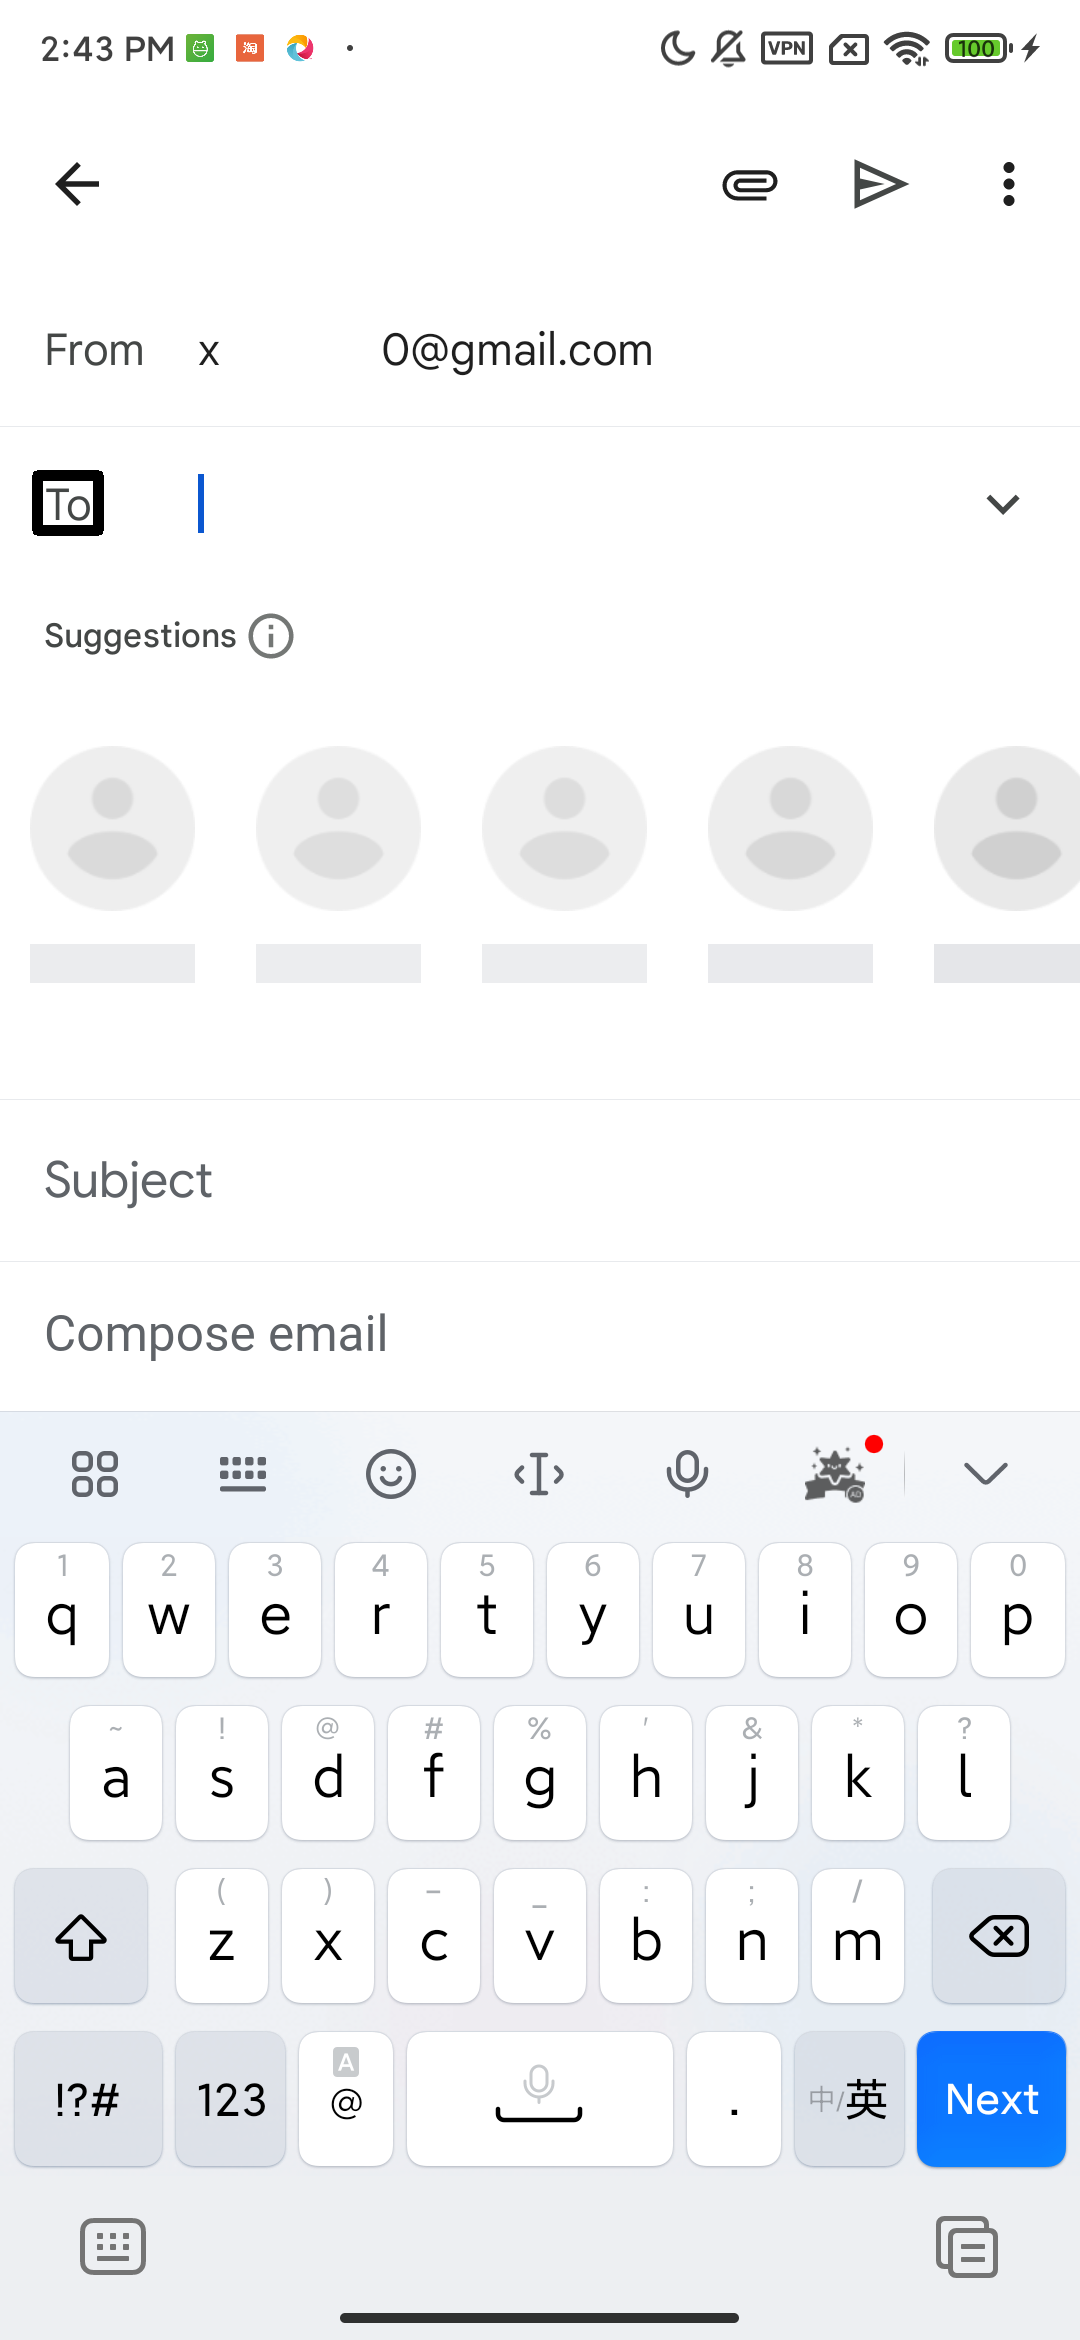 2:43 PM 淘 VPN 100
From x 0@gmail.com
To
Suggestions
Subject
Compose email
1 2 3 4 5 6 7 8 9 0
q w e r t y u i o p
~ ! @ # % ' & * ?
a s d f g h j k l
( ) - _ : ; /
z x c v b n m
!?# 123 A @ . 中/英 Next